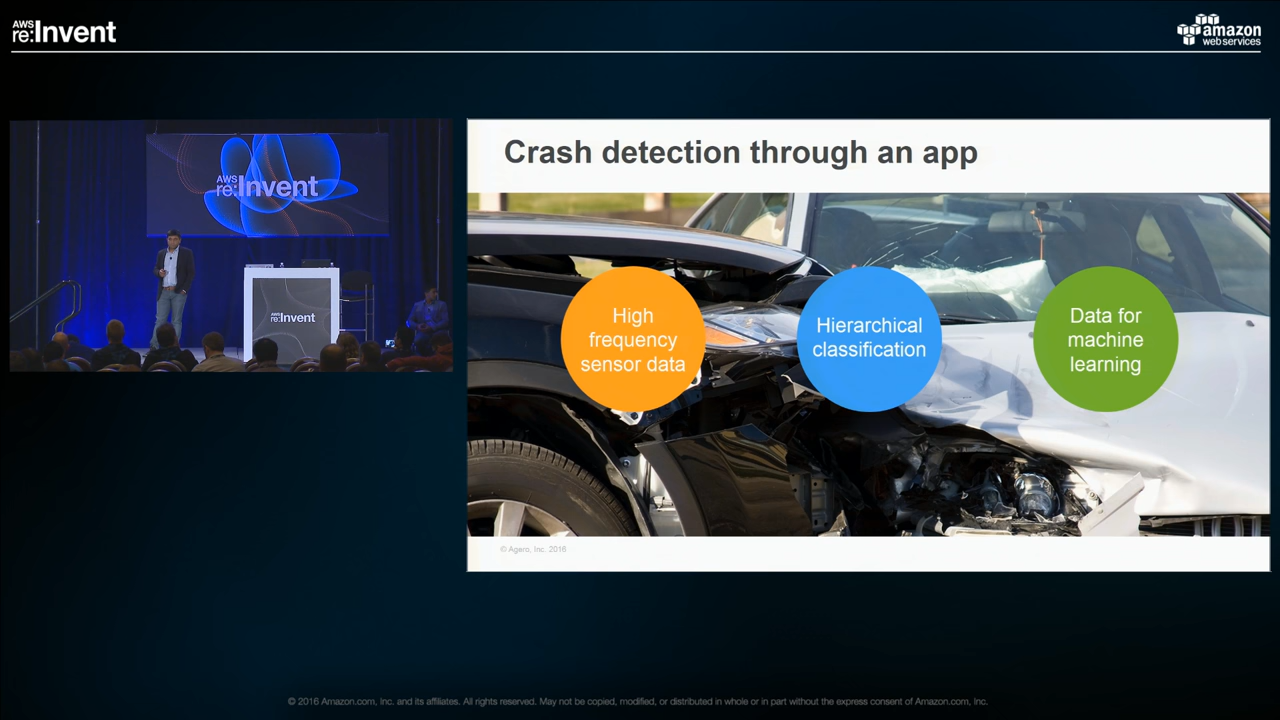 AWS
re:Invent
amazon
web services
AWS
re:Invent
AWS
re:Invent
Crash detection through an app
High
frequency
sensor data
Hierarchical
classification
Data for
machine
learning
© Agero, Inc. 2016
© 2016 Amazon.com, Inc. and its affiliates. All rights reserved. May not be copied, modified, or distributed in whole or in part without the express consent of Amazon.com, Inc.